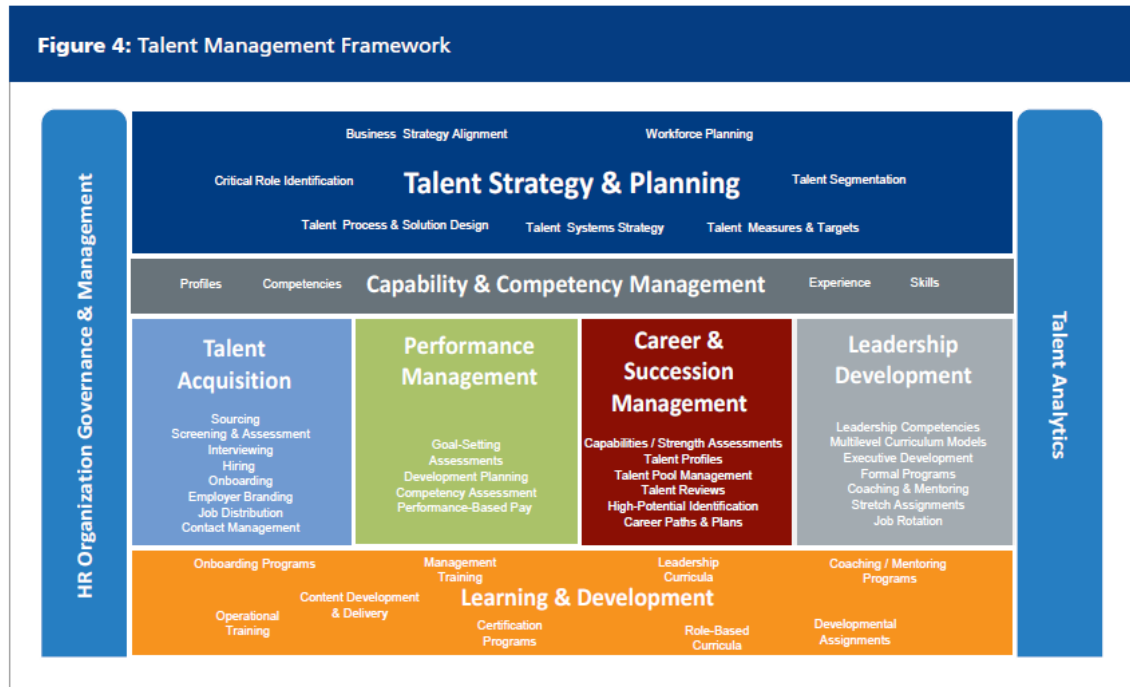 Figure 4: Talent Management Framework
HR Organization Governance & Management
Business Strategy Alignment
Workforce Planning
Critical Role Identification
Talent Strategy & Planning
Talent Segmentation
Talent Process & Solution Design
Talent Systems Strategy
Talent Measures & Targets
Profiles
Competencies
Capability & Competency Management
Experience
Skills
Talent
Acquisition
Sourcing
Screening & Assessment
Interviewing
Hiring
Onboarding
Employer Branding
Job Distribution
Contact Management
Performance
Management
Goal-Setting
Assessments
Development Planning
Competency Assessment
Performance-Based Pay
Career &
Succession
Management
Capabilities / Strength Assessments
Talent Profiles
Talent Pool Management
Talent Reviews
High-Potential Identification
Career Paths & Plans
Leadership
Development
Leadership Competencies
Multilevel Curriculum Models
Executive Development
Formal Programs
Coaching & Mentoring
Stretch Assignments
Job Rotation
Onboarding Programs
Management
Training
Leadership
Curricula
Coaching / Mentoring
Programs
Content Development
& Delivery
Learning & Development
Operational
Training
Certification
Programs
Role-Based
Curricula
Developmental
Assignments
Talent Analytics